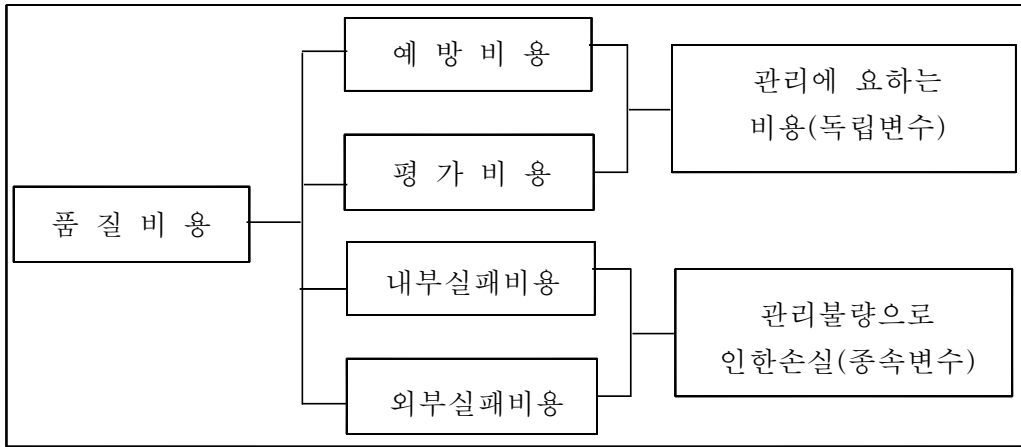 품 질 비 용
예 방 비 용
평 가 비 용
내부실패비용
외부실패비용
관리에 요하는
비용(독립변수)
관리불량으로
인한손실(종속변수)